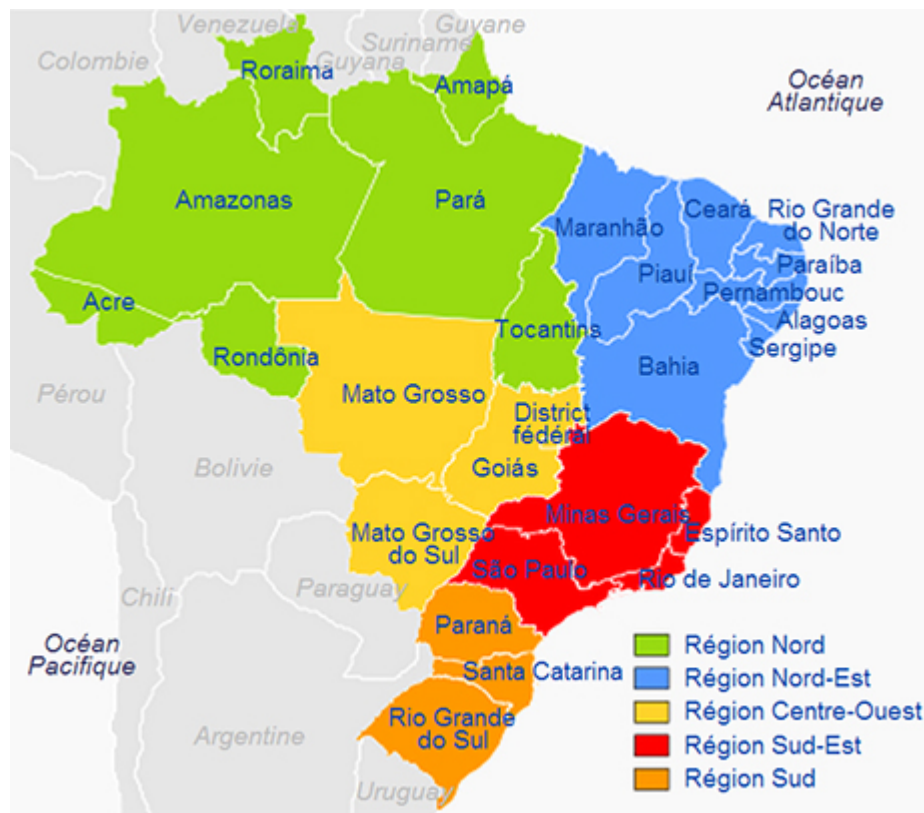 Venezuela
Guyane
Suriname
Colombie
Guyana
Roraima
Amapá
Océan
Atlantique
Amazonas
Pará
Maranhão
Ceará
Rio Grande
do Norte
Piauí
Paraíba
Pernambouc
Acre
Tocantins
Alagoas
Rondônia
Sergipe
Pérou
Mato Grosso
Bahia
District
fédéral
Bolivie
Goiás
Minas Gerais
Mato Grosso
do Sul
Espírito Santo
São Paulo
Rio de Janeiro
Paraguay
Chili
Paraná
Océan
Pacifique
Santa Catarina
Argentine
Rio Grande
do Sul
Uruguay
Région Nord
Région Nord-Est
Région Centre-Ouest
Région Sud-Est
Région Sud